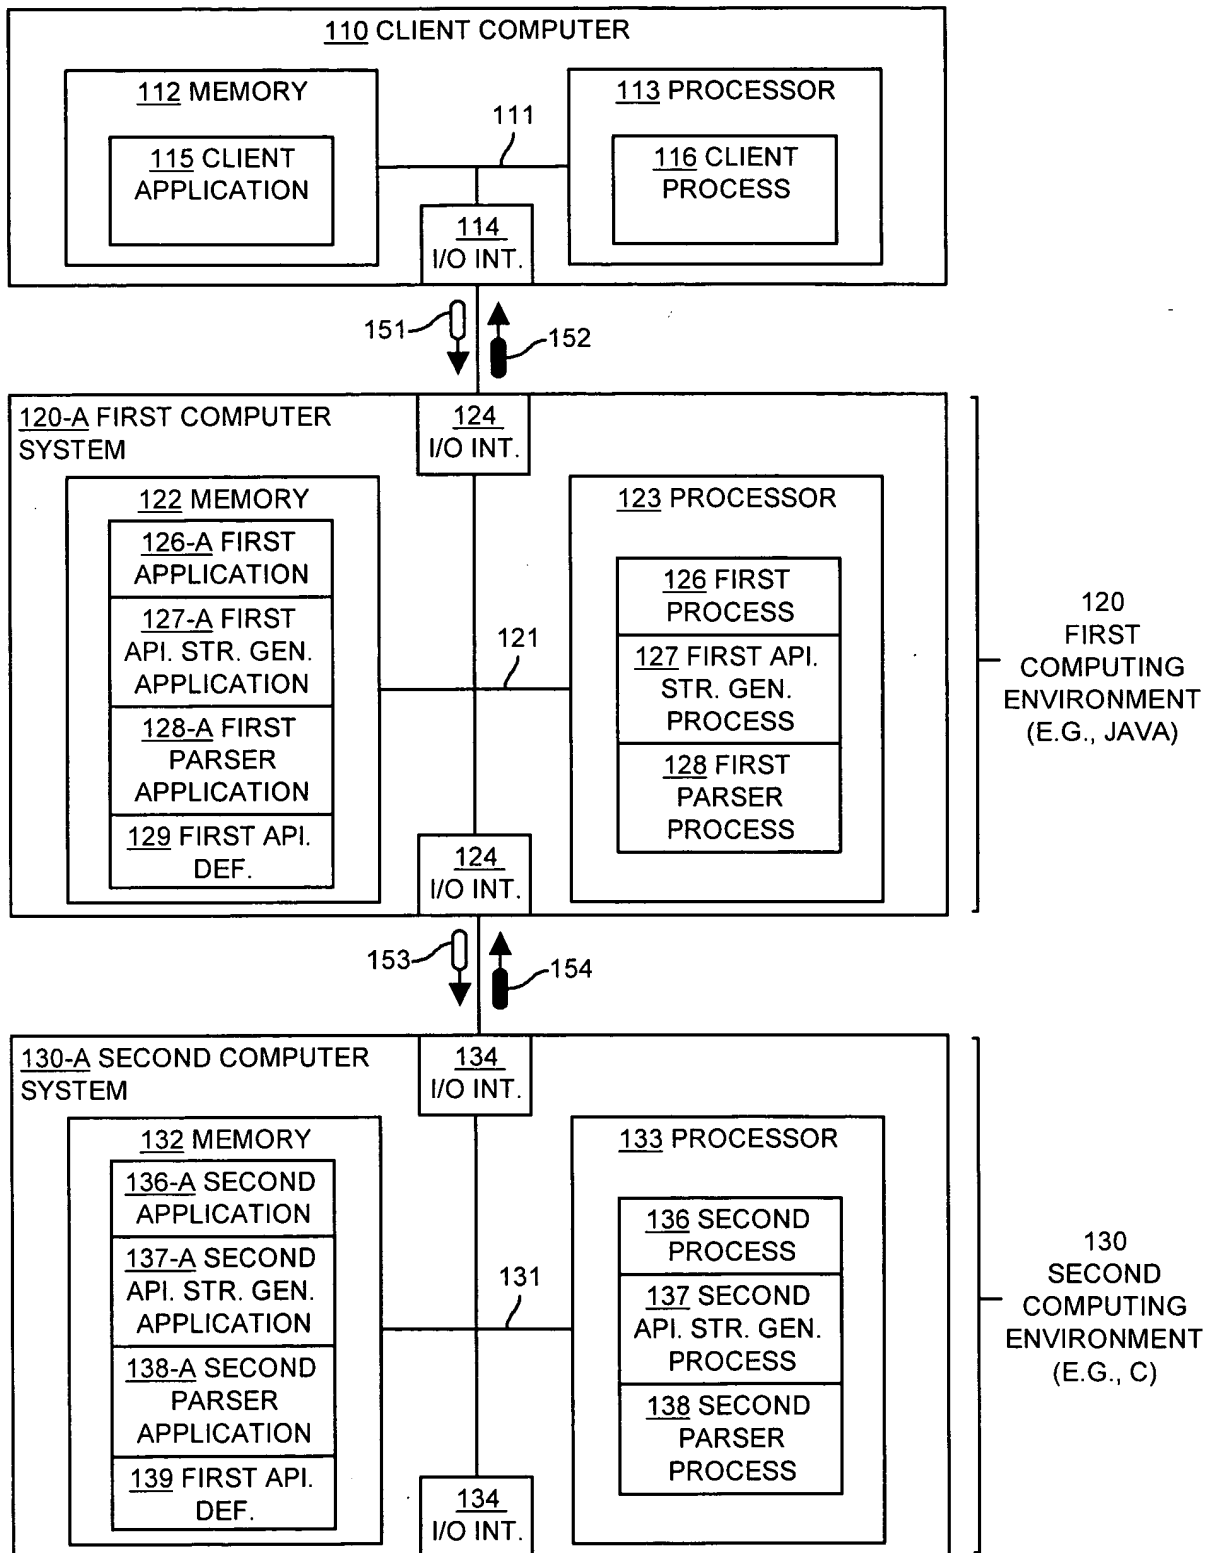 110 CLIENT COMPUTER
112 MEMORY
113 PROCESSOR
111
115 CLIENT
APPLICATION
116 CLIENT
PROCESS
114
I/O INT.
151
152
120-A FIRST COMPUTER
SYSTEM
124
I/O INT.
122 MEMORY
123 PROCESSOR
126-A FIRST
APPLICATION
127-A FIRST
API. STR. GEN.
APPLICATION
128-A FIRST
PARSER
APPLICATION
129 FIRST API.
DEF.
121
126 FIRST
PROCESS
127 FIRST API.
STR. GEN.
PROCESS
128 FIRST
PARSER
PROCESS
124
I/O INT.
120
FIRST
COMPUTING
ENVIRONMENT
(E.G., JAVA)
153
154
130-A SECOND COMPUTER
SYSTEM
134
I/O INT.
132 MEMORY
133 PROCESSOR
136-A SECOND
APPLICATION
137-A SECOND
API. STR. GEN.
APPLICATION
138-A SECOND
PARSER
APPLICATION
139 FIRST API.
DEF.
131
136 SECOND
PROCESS
137 SECOND
API. STR. GEN.
PROCESS
138 SECOND
PARSER
PROCESS
134
I/O INT.
130
SECOND
COMPUTING
ENVIRONMENT
(E.G., C)